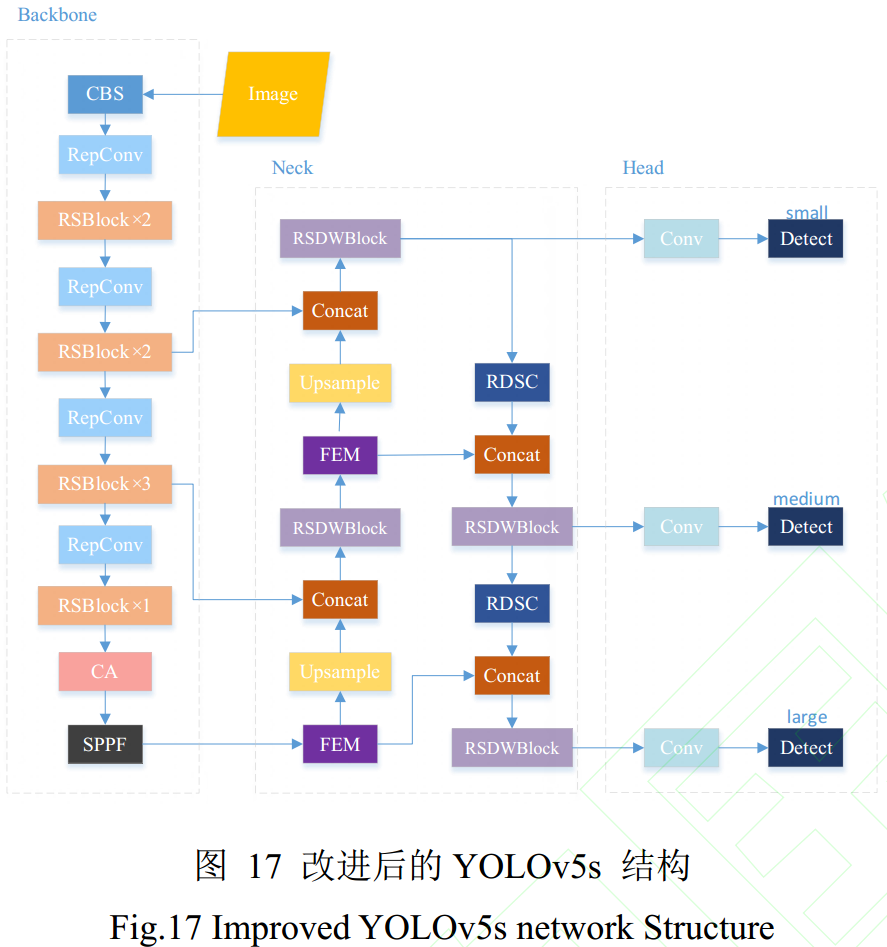 Backbone
CBS
Image
RepConv
RSBlock×2
RepConv
RSBlock×2
RepConv
RSBlock×3
RepConv
RSBlock×1
CA
SPPF
Neck
RSDWBlock
Concat
Upsample
FEM
RSDWBlock
Concat
Upsample
FEM
RDSC
Concat
RSDWBlock
RDSC
Concat
RSDWBlock
Head
small
Conv
Detect
medium
Conv
Detect
large
Conv
Detect
图 17 改进后的 YOLOv5s 结构
Fig.17 Improved YOLOv5s network Structure